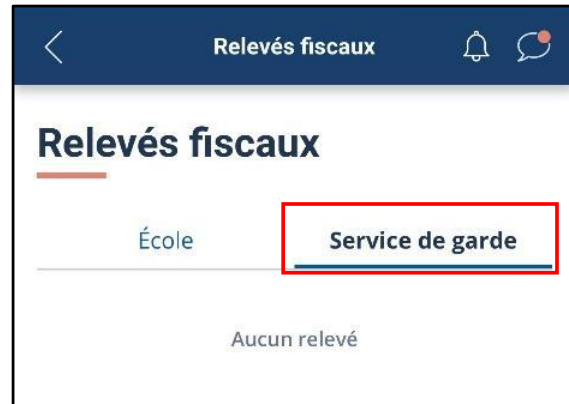 Relevés fiscaux
Relevés fiscaux
École Service de garde
Aucun relevé